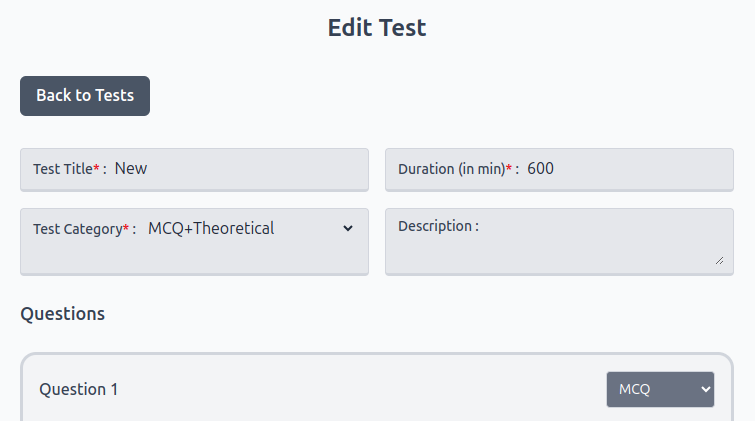 Edit Test
Back to Tests
Test Title* : New
Duration (in min)* : 600
Test Category* : MCQ+Theoretical
Description :
Questions
Question 1
MCQ